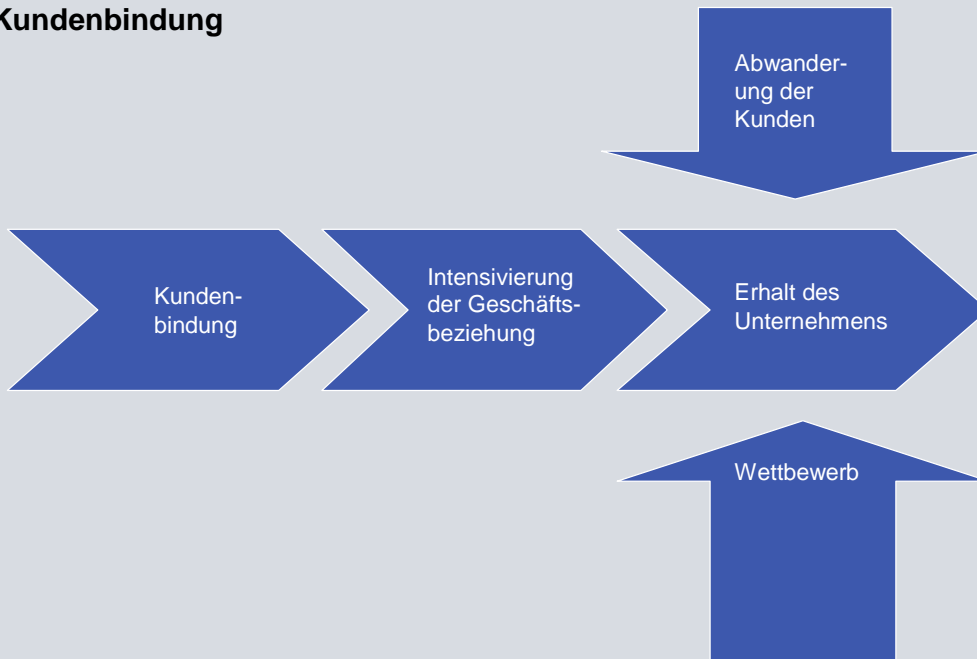 Kundenbindung
Abwander-
ung der
Kunden
Kunden-
bindung
Intensivierung
der Geschäfts-
beziehung
Erhalt des
Unternehmens
Wettbewerb